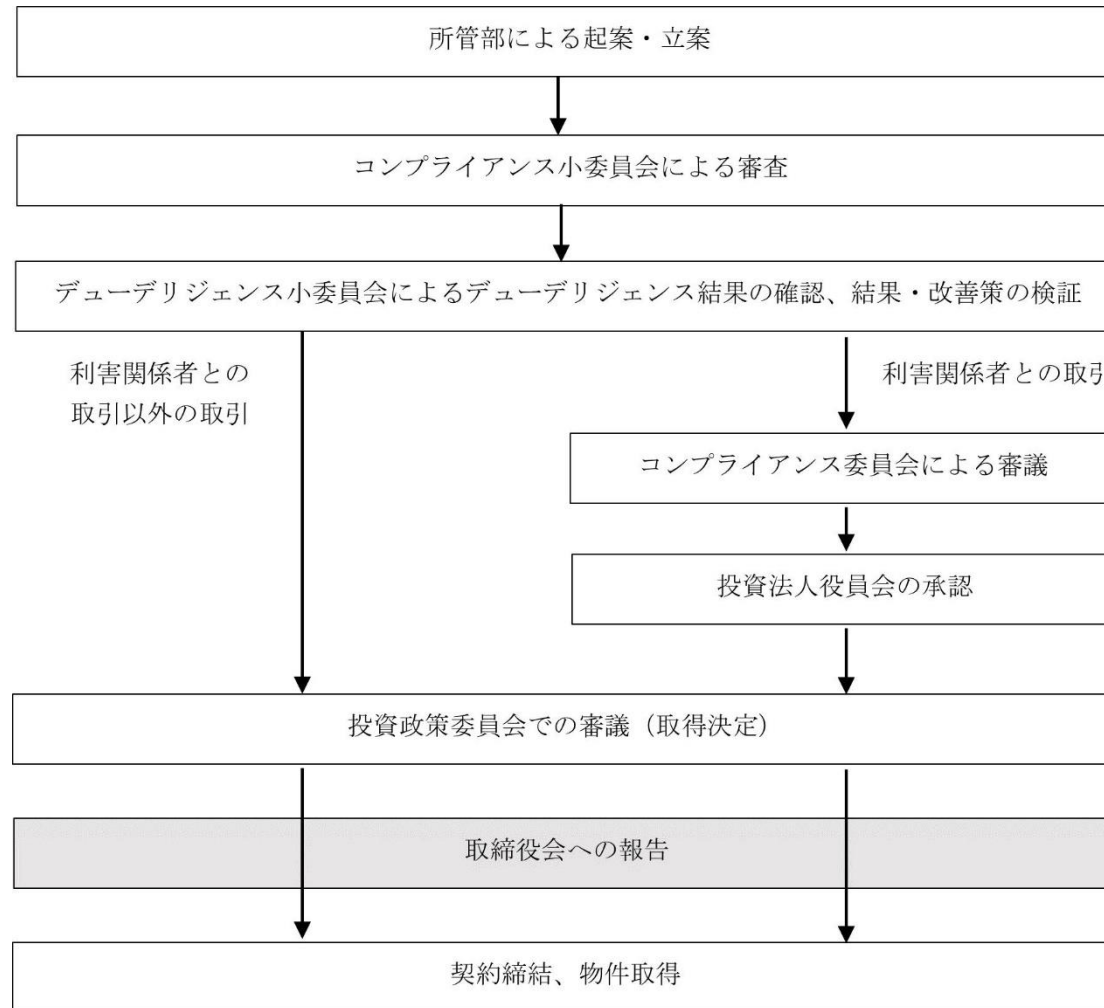 所管部による起案・立案
コンプライアンス小委員会による審査
デューデリジェンス小委員会によるデューデリジェンス結果の確認、結果・改善策の検証
利害関係者との
取引以外の取引
利害関係者との取引
コンプライアンス委員会による審議
投資法人役員会の承認
投資政策委員会での審議（取得決定）
取締役会への報告
契約締結、物件取得